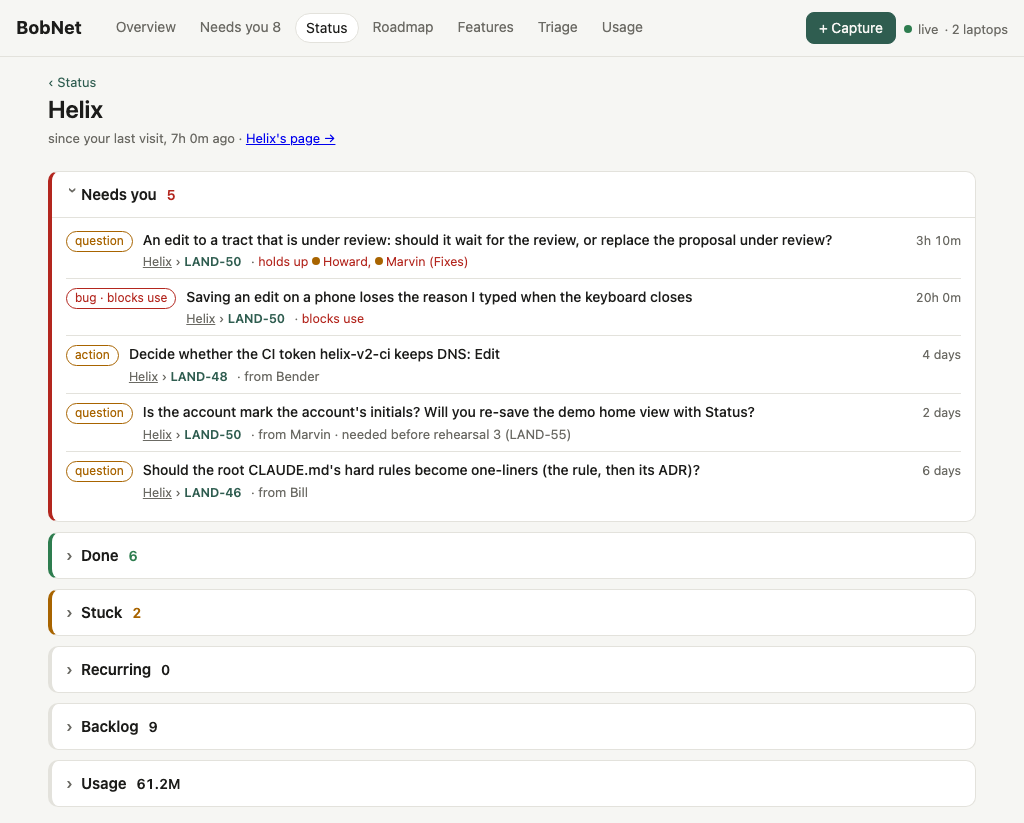 BobNet Overview Needs you 8 Status Roadmap Features Triage Usage + Capture live · 2 laptops
‹ Status
Helix
since your last visit, 7h 0m ago · Helix's page →
Needs you 5
question An edit to a tract that is under review: should it wait for the review, or replace the proposal under review? 3h 10m
Helix › LAND-50 · holds up Howard, Marvin (Fixes)
bug · blocks use Saving an edit on a phone loses the reason I typed when the keyboard closes 20h 0m
Helix › LAND-50 · blocks use
action Decide whether the CI token helix-v2-ci keeps DNS: Edit 4 days
Helix › LAND-48 · from Bender
question Is the account mark the account's initials? Will you re-save the demo home view with Status? 2 days
Helix › LAND-50 · from Marvin · needed before rehearsal 3 (LAND-55)
question Should the root CLAUDE.md's hard rules become one-liners (the rule, then its ADR)? 6 days
Helix › LAND-46 · from Bill
› Done 6
› Stuck 2
› Recurring 0
› Backlog 9
› Usage 61.2M